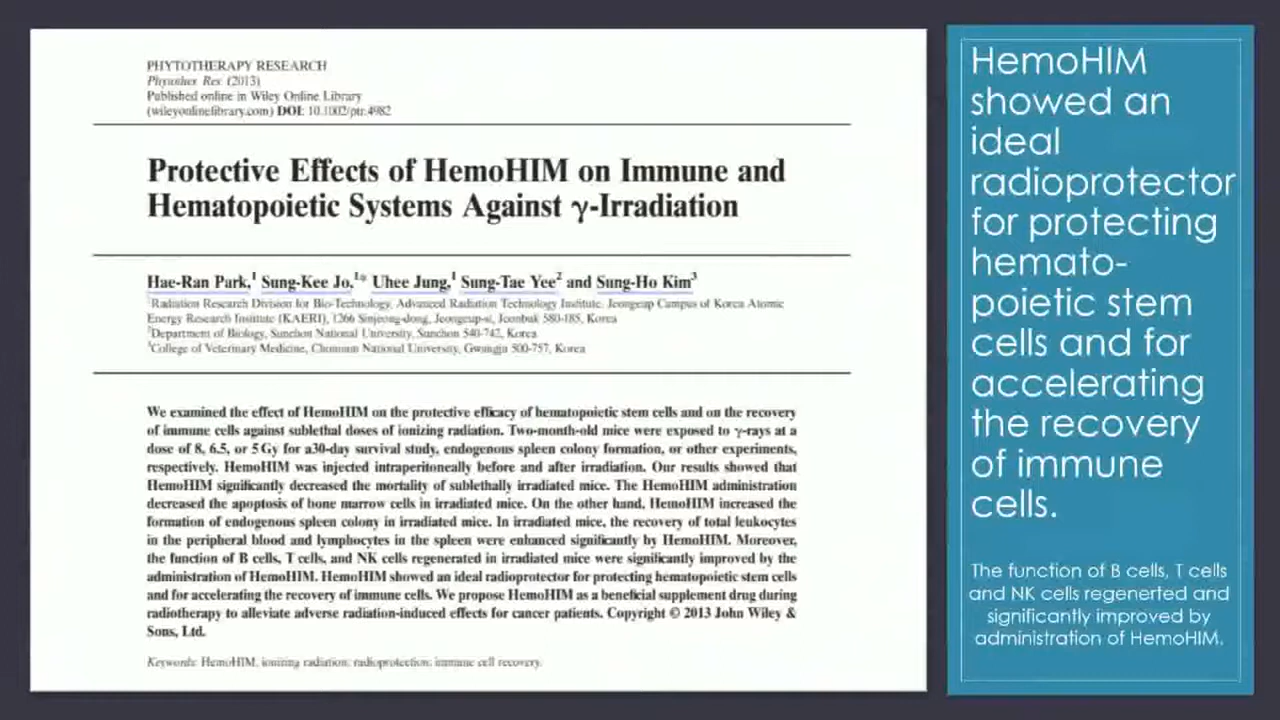 PHYTOTHERAPY RESEARCH
Phytother. Res. (2013)
Published online in Wiley Online Library
(wileyonlinelibrary.com) DOI: 10.1002/ptr.4982
Protective Effects of HemoHIM on Immune and
Hematopoietic Systems Against γ-Irradiation
Hae-Ran Park,¹ Sung-Kee Jo,¹* Uhee Jung,¹ Sung-Tae Yee² and Sung-Ho Kim³
¹Radiation Research Division for Bio-Technology, Advanced Radiation Technology Institute, Jeongeup Campus of Korea Atomic
Energy Research Institute (KAERI), 1266 Sinjeong-dong, Jeongeup-si, Jeonbuk 580-185, Korea
²Department of Biology, Sunchon National University, Sunchon 540-742, Korea
³College of Veterinary Medicine, Chonnam National University, Gwangju 500-757, Korea
We examined the effect of HemoHIM on the protective efficacy of hematopoietic stem cells and on the recovery
of immune cells against sublethal doses of ionizing radiation. Two-month-old mice were exposed to γ-rays at a
dose of 8, 6.5, or 5 Gy for a30-day survival study, endogenous spleen colony formation, or other experiments,
respectively. HemoHIM was injected intraperitoneally before and after irradiation. Our results showed that
HemoHIM significantly decreased the mortality of sublethally irradiated mice. The HemoHIM administration
decreased the apoptosis of bone marrow cells in irradiated mice. On the other hand, HemoHIM increased the
formation of endogenous spleen colony in irradiated mice. In irradiated mice, the recovery of total leukocytes
in the peripheral blood and lymphocytes in the spleen were enhanced significantly by HemoHIM. Moreover,
the function of B cells, T cells, and NK cells regenerated in irradiated mice were significantly improved by the
administration of HemoHIM. HemoHIM showed an ideal radioprotector for protecting hematopoietic stem cells
and for accelerating the recovery of immune cells. We propose HemoHIM as a beneficial supplement drug during
radiotherapy to alleviate adverse radiation-induced effects for cancer patients. Copyright © 2013 John Wiley &
Sons, Ltd.
Keywords: HemoHIM; ionizing radiation; radioprotection; immune cell recovery.
HemoHIM
showed an
ideal
radioprotector
for protecting
hemato-
poietic stem
cells and for
accelerating
the recovery
of immune
cells.
The function of B cells, T cells
and NK cells regenerted and
significantly improved by
administration of HemoHIM.